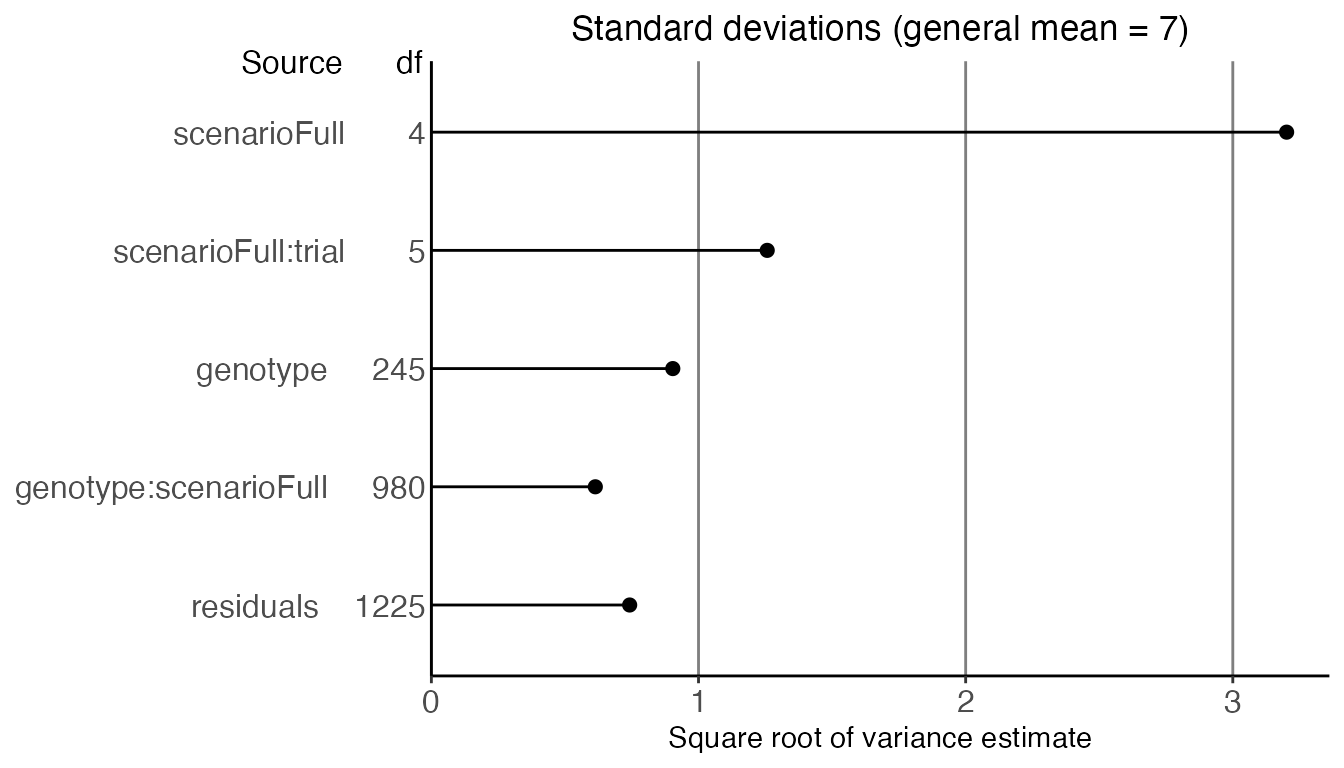 Standard deviations (general mean = 7)
Source df
scenarioFull 4
scenarioFull:trial 5
genotype 245
genotype:scenarioFull 980
residuals 1225
0 1 2 3
Square root of variance estimate